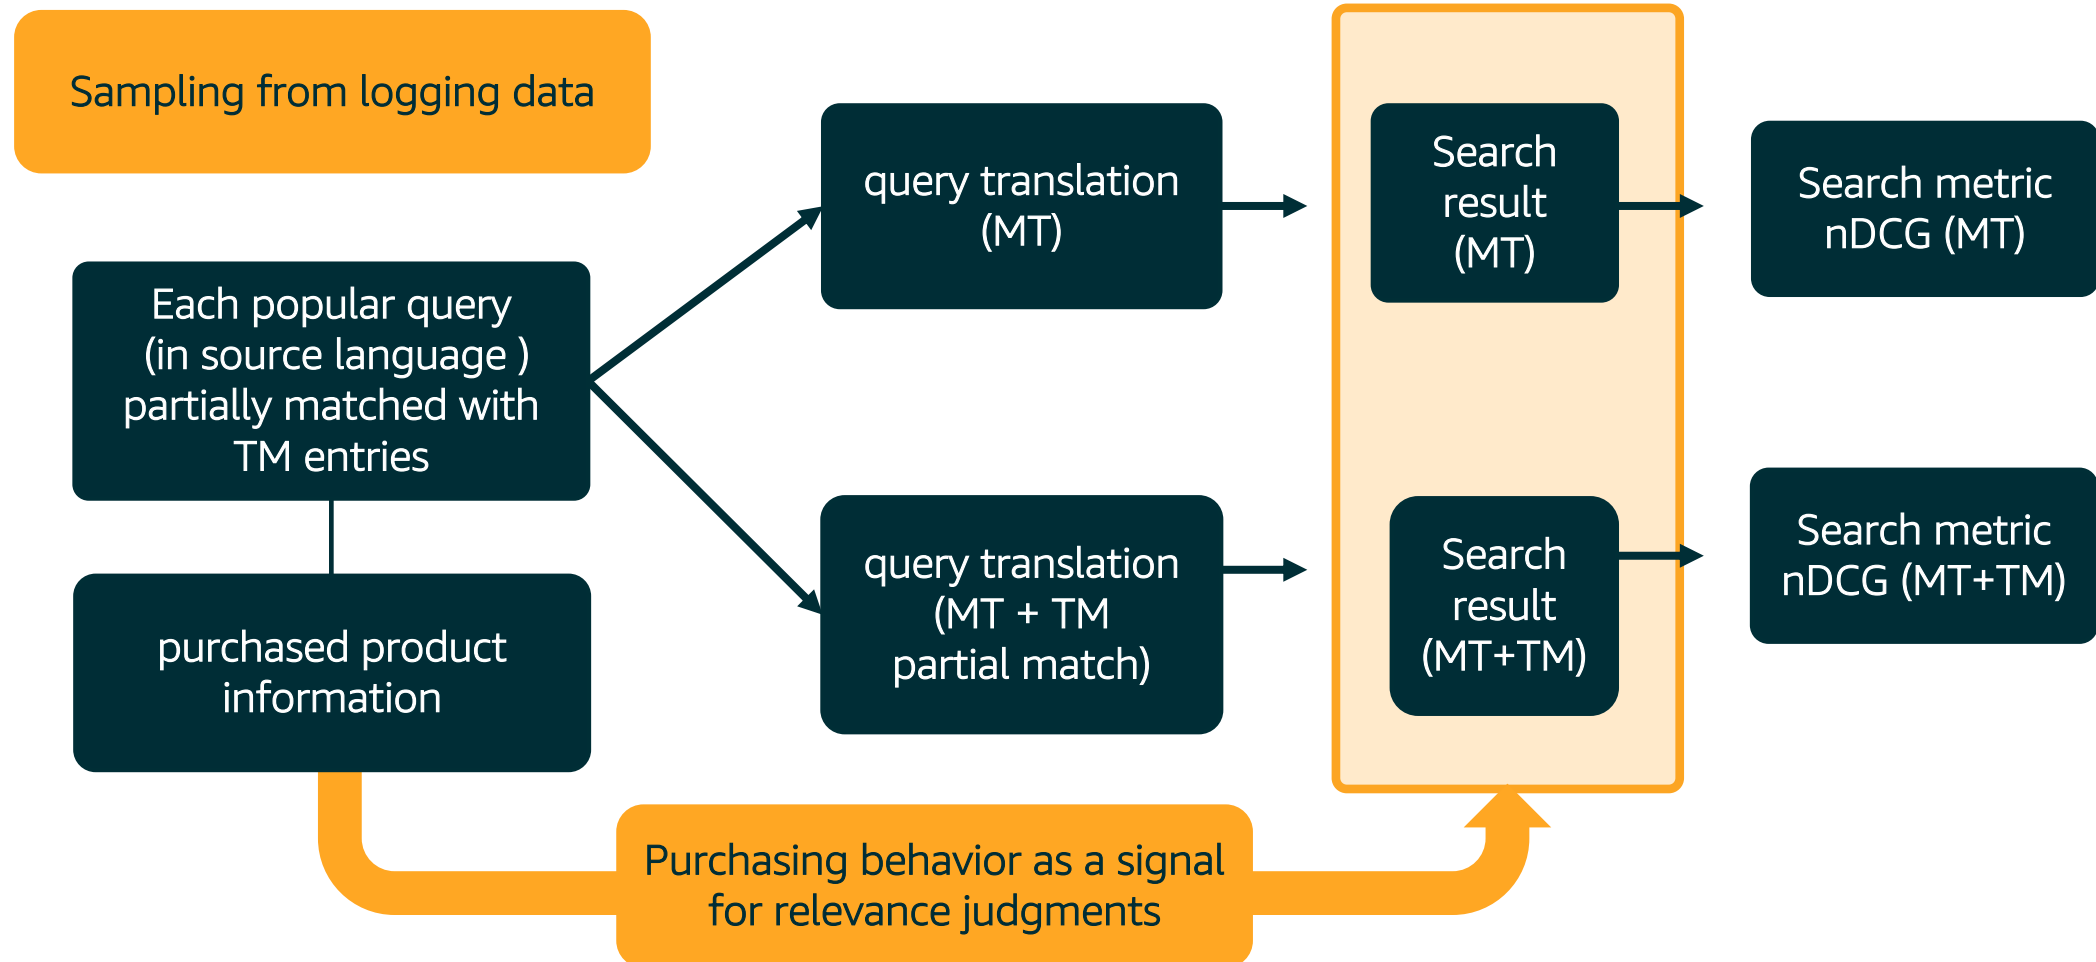 Sampling from logging data
Each popular query
(in source language )
partially matched with
TM entries
purchased product
information
query translation
(MT)
query translation
(MT + TM
partial match)
Search
result
(MT)
Search
result
(MT+TM)
Search metric
nDCG (MT)
Search metric
nDCG (MT+TM)
Purchasing behavior as a signal
for relevance judgments